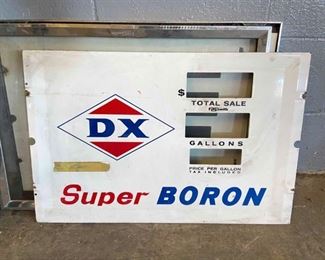 $
TOTAL SALE
DX
GALLONS
PRICE PER GALLON
TAX INCLUDED
Super BORON